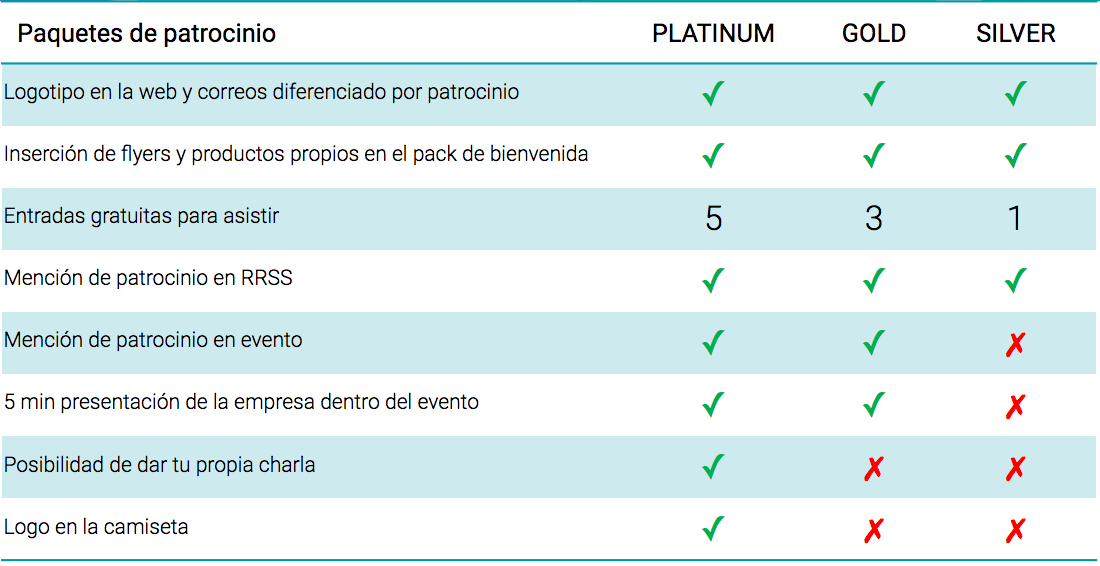 Paquetes de patrocinio PLATINUM GOLD SILVER
Logotipo en la web y correos diferenciado por patrocinio ✓ ✓ ✓
Inserción de flyers y productos propios en el pack de bienvenida ✓ ✓ ✓
Entradas gratuitas para asistir 5 3 1
Mención de patrocinio en RRSS ✓ ✓ ✓
Mención de patrocinio en evento ✓ ✓ ✗
5 min presentación de la empresa dentro del evento ✓ ✓ ✗
Posibilidad de dar tu propia charla ✓ ✗ ✗
Logo en la camiseta ✓ ✗ ✗